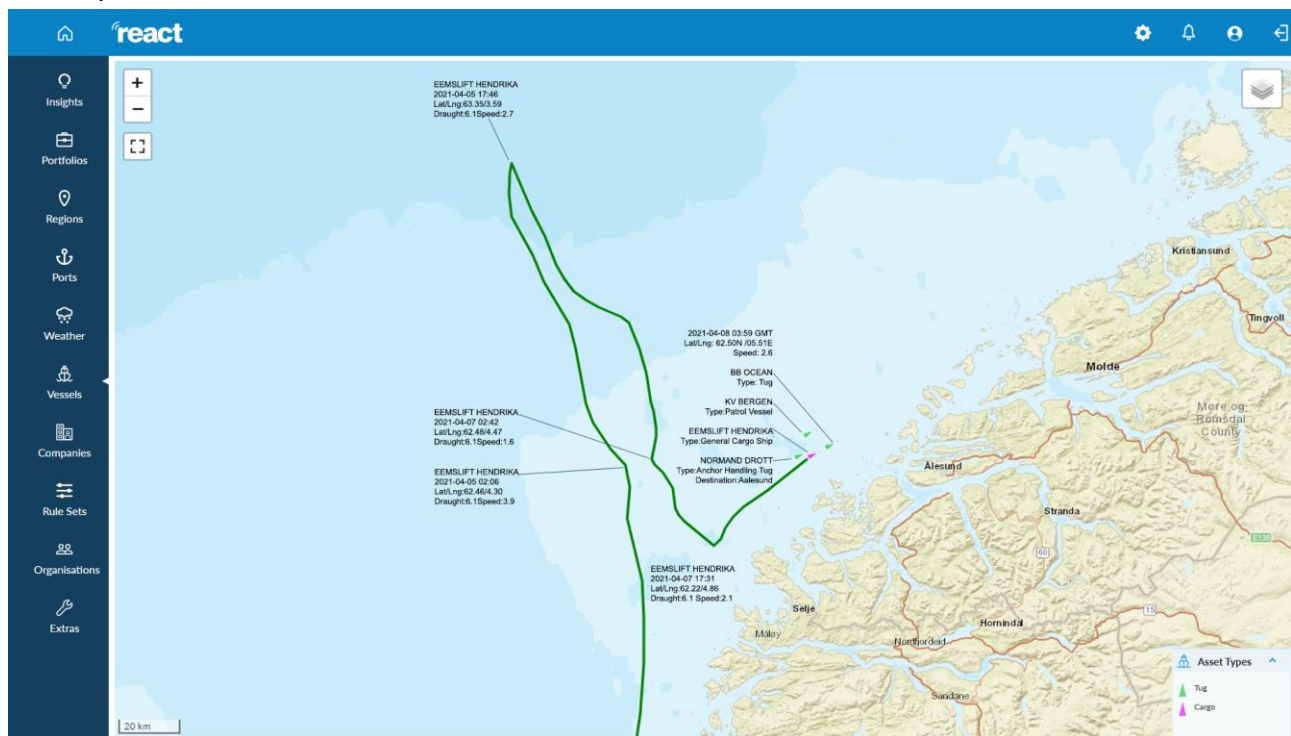 react
Insights
Portfolios
Regions
Ports
Weather
Vessels
Companies
Rule Sets
Organisations
Extras
+
−
EEMSLIFT HENDRIKA
2021-04-05 17:46
Lat/Lng:63.35/3.59
Draught:6.1Speed:2.7
Kristiansund
Tingvoll
2021-04-08 03:59 GMT
Lat/Lng: 62.50N /05.51E
Speed: 2.6
Molde
BB OCEAN
Type: Tug
KV BERGEN
Type:Patrol Vessel
EEMSLIFT HENDRIKA
Type:General Cargo Ship
NORMAND DROTT
Type:Anchor Handling Tug
Destination:Aalesund
Møre og
Romsdal
County
EEMSLIFT HENDRIKA
2021-04-07 02:42
Lat/Lng:62.48/4.47
Draught:6.1Speed:1.6
EEMSLIFT HENDRIKA
2021-04-05 02:06
Lat/Lng:62.46/4.30
Draught:6.1Speed:3.9
Ålesund
Stranda
E136
60
EEMSLIFT HENDRIKA
2021-04-07 17:31
Lat/Lng:62.22/4.86
Draught:6.1 Speed:2.1
Selje
15
Hornindal
Måløy
Nordfjordeid
Sandane
Asset Types
Tug
Cargo
20 km